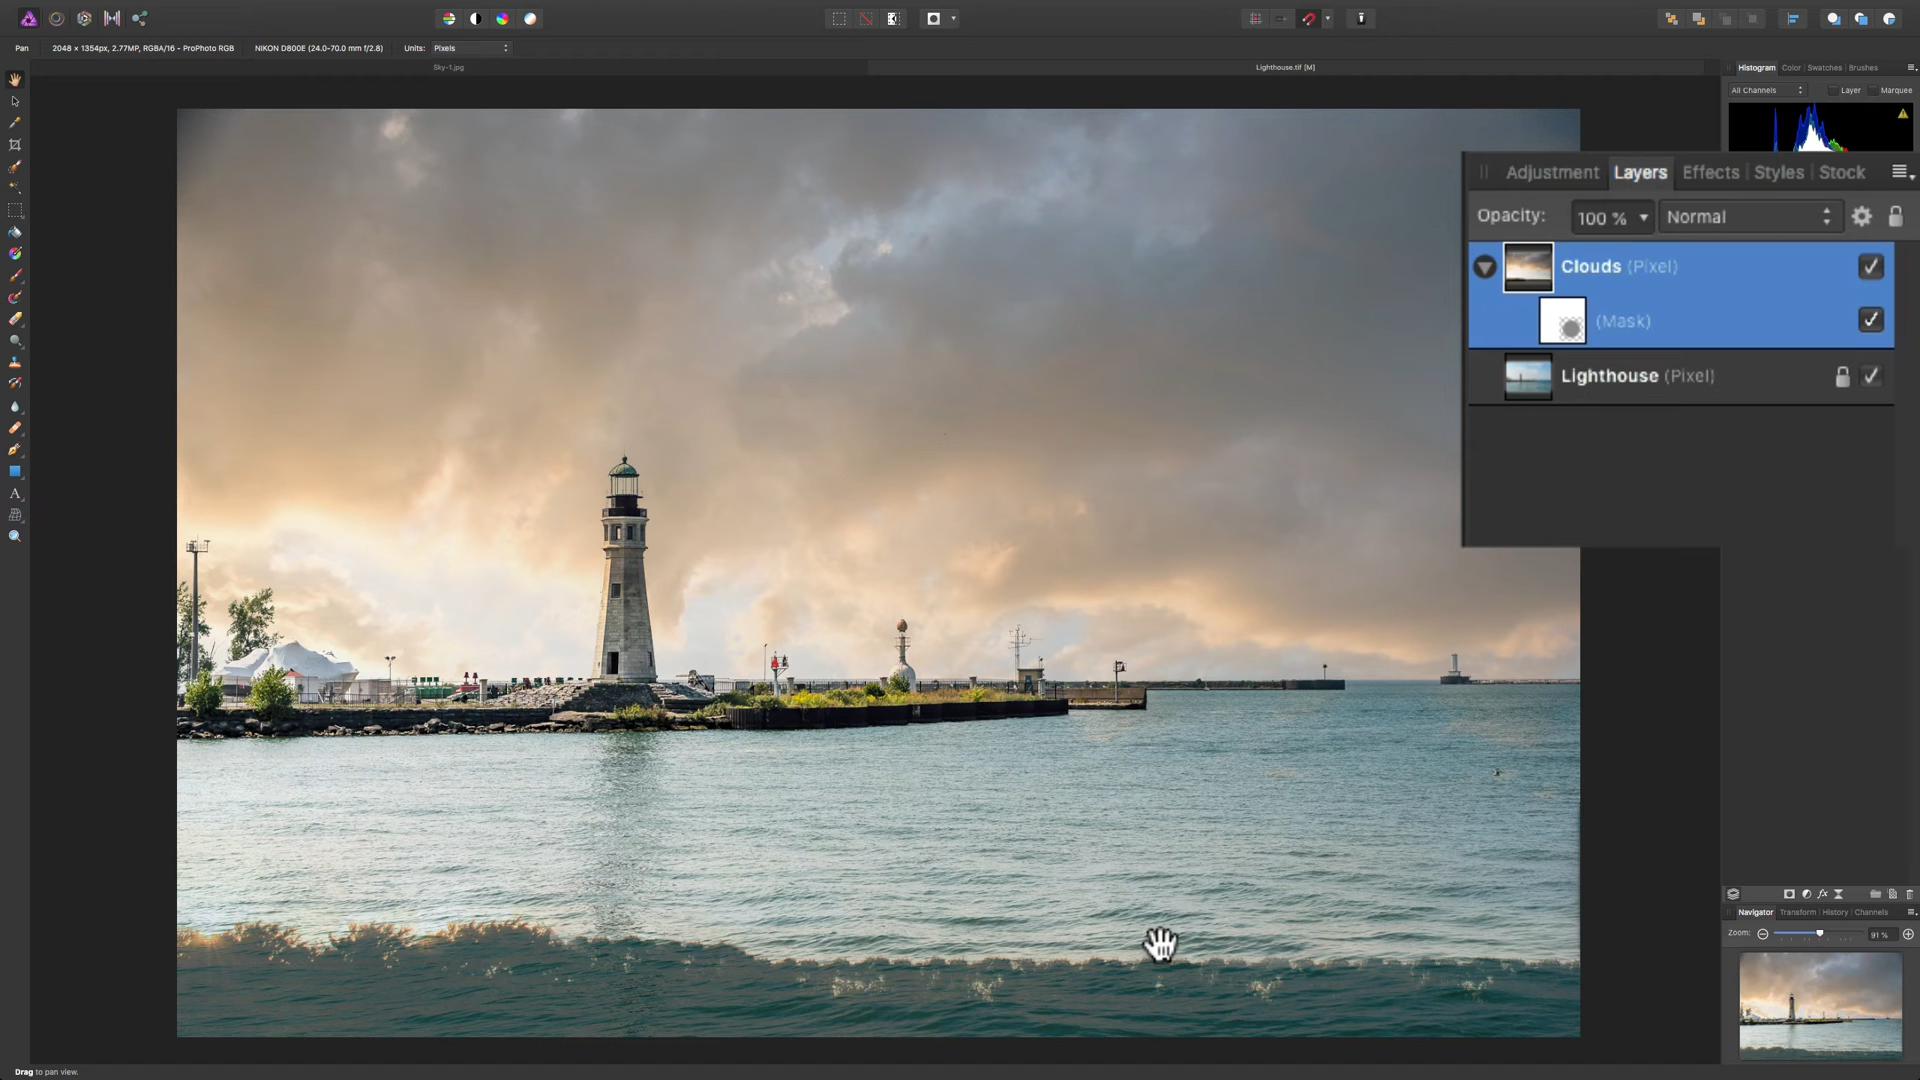 Pan
2048 × 1354px, 2.77MP, RGBA/16 - ProPhoto RGB
NIKON D800E (24.0-70.0 mm f/2.8)
Units:
Pixels
Sky-1.jpg
Lighthouse.tif [M]
Histogram
Color
Swatches
Brushes
All Channels
Layer
Marquee
Adjustment
Layers
Effects
Styles
Stock
Opacity:
100 %
Normal
Clouds (Pixel)
(Mask)
Lighthouse (Pixel)
A
fx
Navigator
Transform
History
Channels
Zoom:
91 %
Drag to pan view.